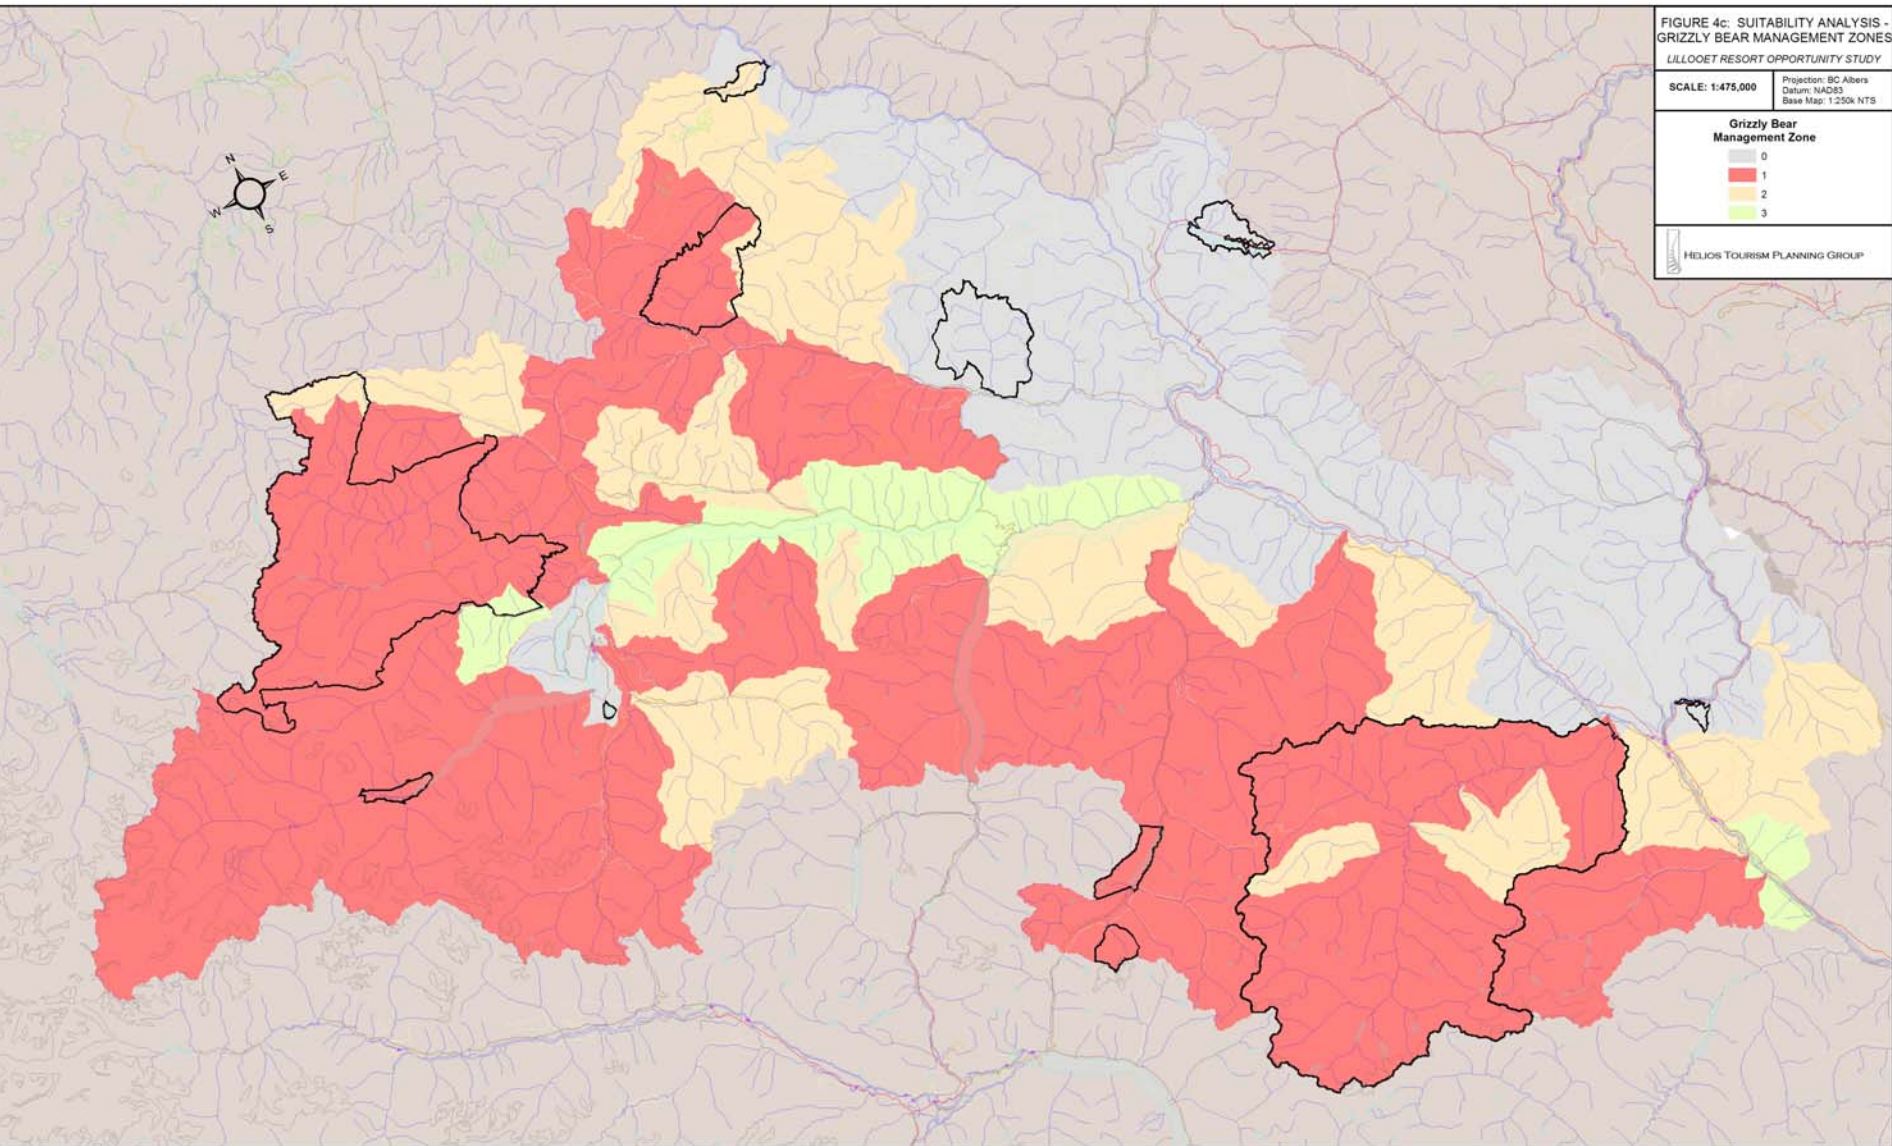 FIGURE 4c: SUITABILITY ANALYSIS -
GRIZZLY BEAR MANAGEMENT ZONES
LILLOOET RESORT OPPORTUNITY STUDY
SCALE: 1:475,000
Projection: BC Albers
Datum: NAD83
Base Map: 1:250k NTS
Grizzly Bear
Management Zone
0
1
2
3
HELIOS TOURISM PLANNING GROUP
N
E
W
S